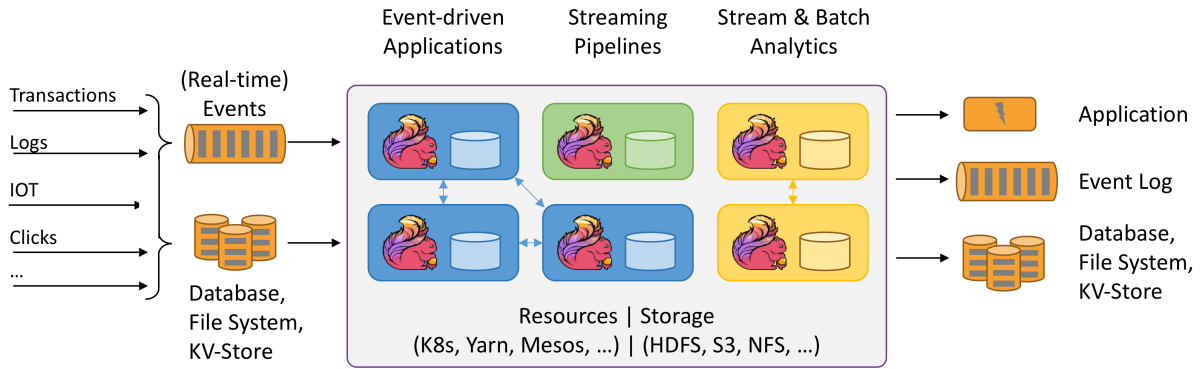 Event-driven
Applications
Streaming
Pipelines
Stream & Batch
Analytics
Transactions
Logs
IOT
Clicks
...
(Real-time)
Events
Database,
File System,
KV-Store
Resources | Storage
(K8s, Yarn, Mesos, ...) | (HDFS, S3, NFS, ...)
Application
Event Log
Database,
File System,
KV-Store